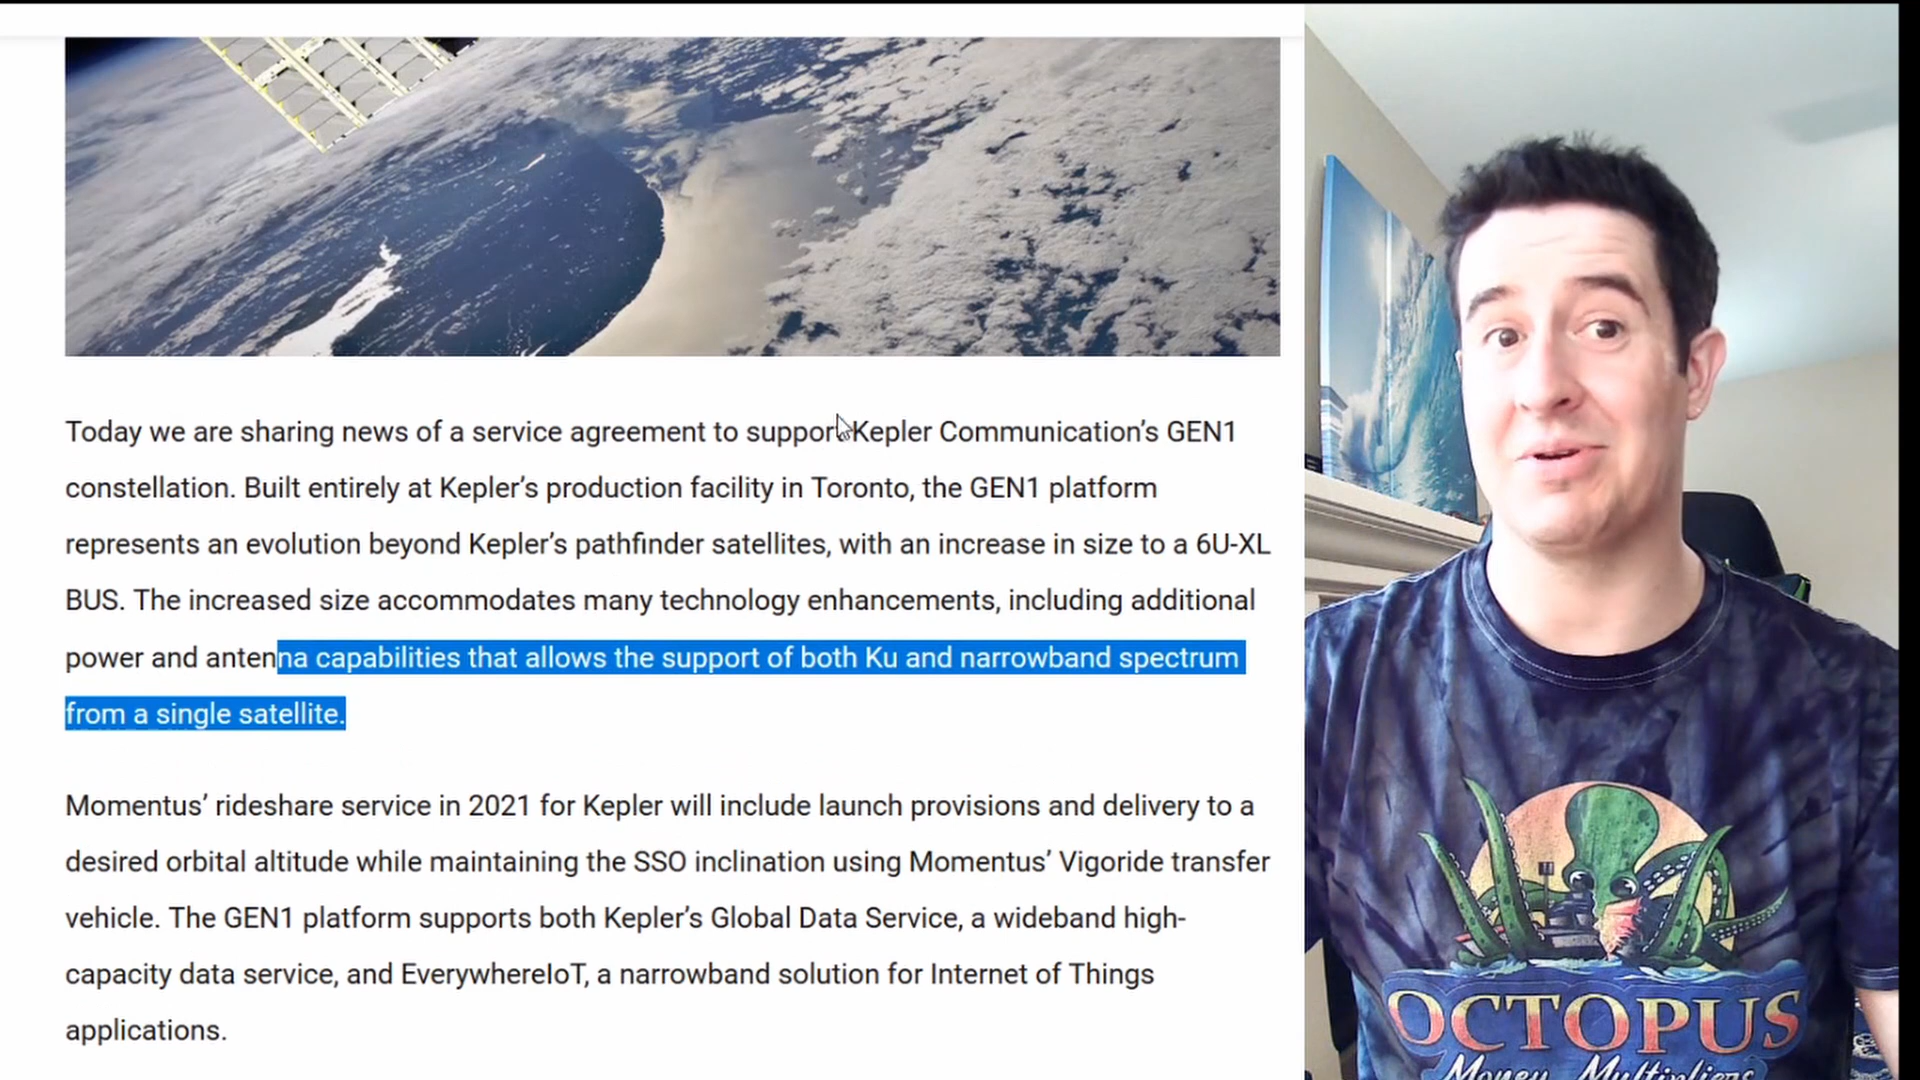 Today we are sharing news of a service agreement to support Kepler Communication's GEN1
constellation. Built entirely at Kepler's production facility in Toronto, the GEN1 platform
represents an evolution beyond Kepler's pathfinder satellites, with an increase in size to a 6U-XL
BUS. The increased size accommodates many technology enhancements, including additional
power and antenna capabilities that allows the support of both Ku and narrowband spectrum
from a single satellite.
Momentus' rideshare service in 2021 for Kepler will include launch provisions and delivery to a
desired orbital altitude while maintaining the SSO inclination using Momentus' Vigoride transfer
vehicle. The GEN1 platform supports both Kepler's Global Data Service, a wideband high-
capacity data service, and EverywhereIoT, a narrowband solution for Internet of Things
applications.
OCTOPUS
Money Multipliers